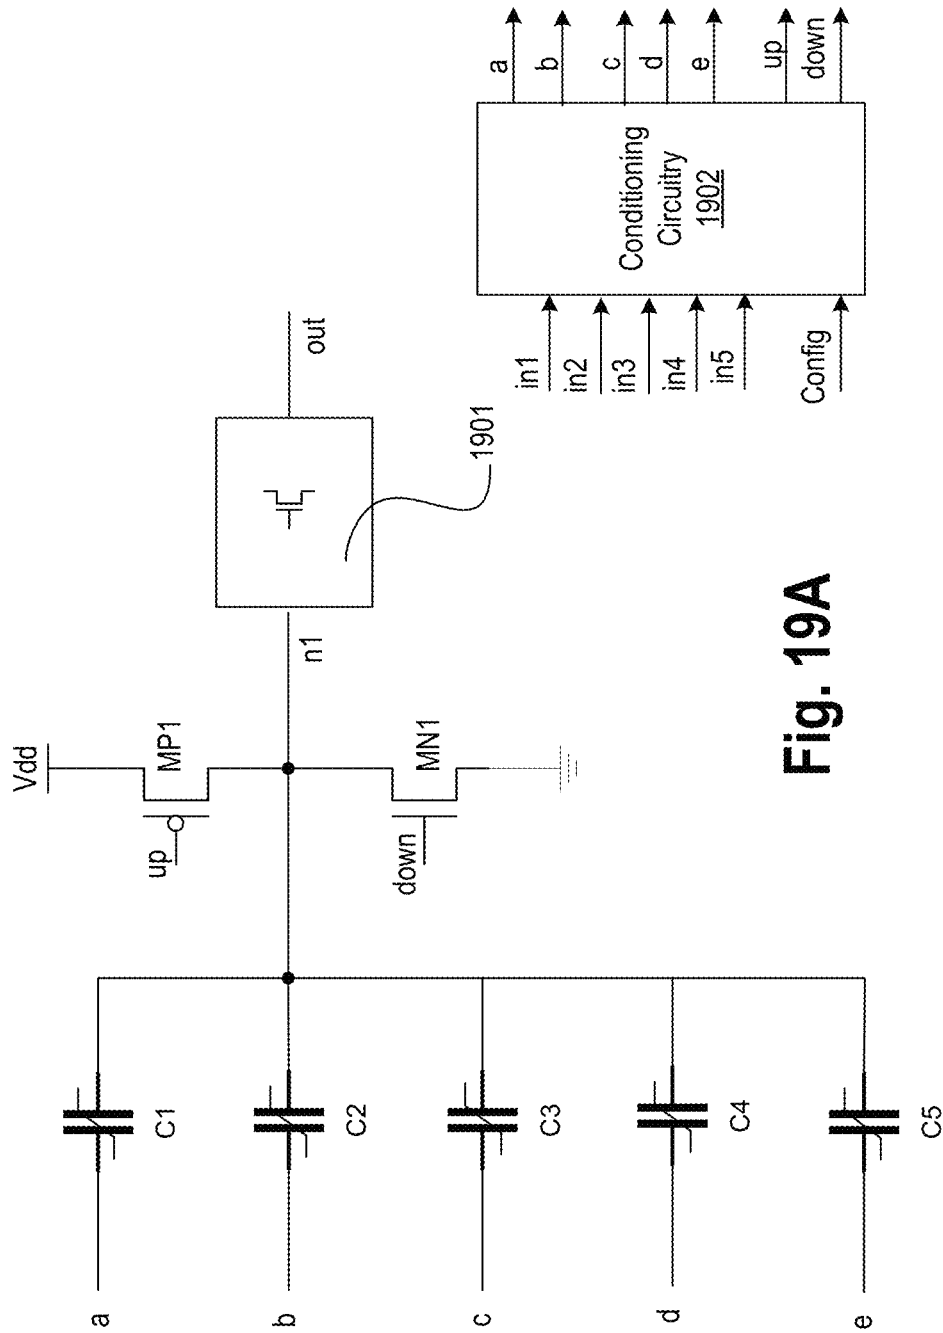 a
C1
b
C2
c
C3
d
C4
e
C5
Vdd
up
MP1
down
MN1
n1
1901
out
in1
in2
in3
in4
in5
Config
Conditioning
Circuitry
1902
a
b
c
d
e
up
down
Fig. 19A